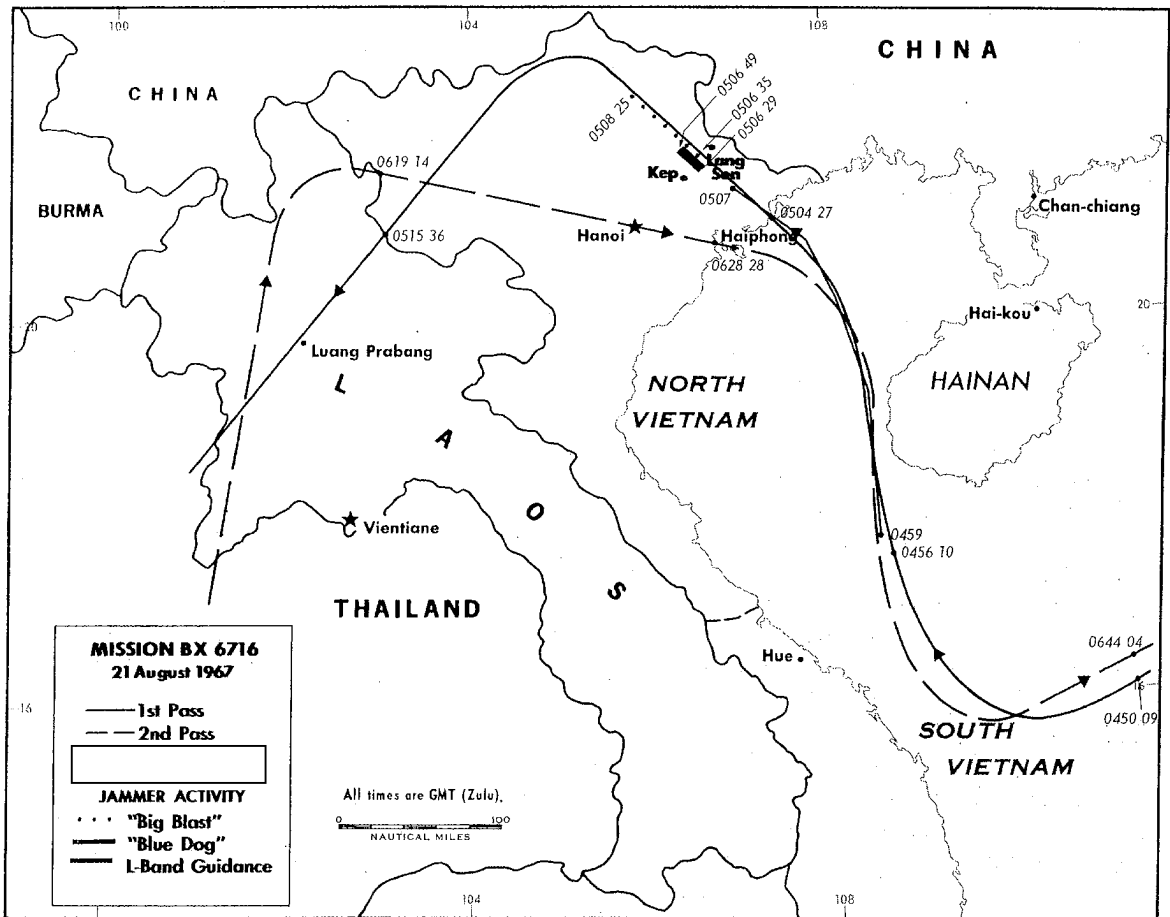 100
104
108
CHINA
CHINA
0506 49
0506 35
0506 29
0508 25
Lang
Son
Kep
0507
0504 27
0619 14
BURMA
0515 36
Hanoi
Haiphong
0628 28
Chan-chiang
20
20
Hai-kou
Luang Prabang
HAINAN
NORTH
VIETNAM
L
A
O
S
Vientiane
0459
0456 10
THAILAND
Hue
0644 04
0450 09
16
16
SOUTH
VIETNAM
MISSION BX 6716
21 August 1967
1st Pass
2nd Pass
JAMMER ACTIVITY
"Big Blast"
"Blue Dog"
L-Band Guidance
All times are GMT (Zulu).
0 100
NAUTICAL MILES
104
108